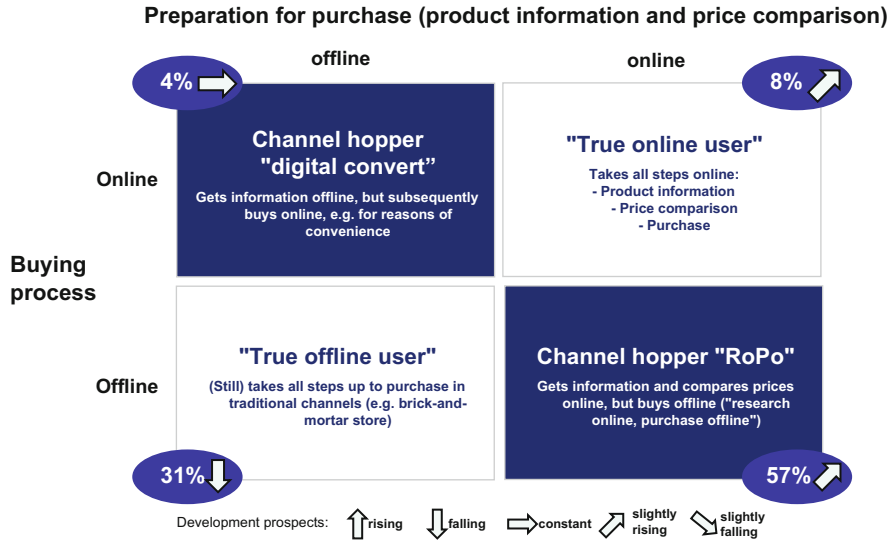 Preparation for purchase (product information and price comparison)
offline
online
4%
8%
Channel hopper
"digital convert”
Gets information offline, but subsequently
buys online, e.g. for reasons of
convenience
"True online user"
Takes all steps online:
- Product information
- Price comparison
- Purchase
Online
Buying
process
Offline
"True offline user"
(Still) takes all steps up to purchase in
traditional channels (e.g. brick-and-
mortar store)
Channel hopper "RoPo"
Gets information and compares prices
online, but buys offline ("research
online, purchase offline")
31%
57%
Development prospects:
rising
falling
constant
slightly
rising
slightly
falling